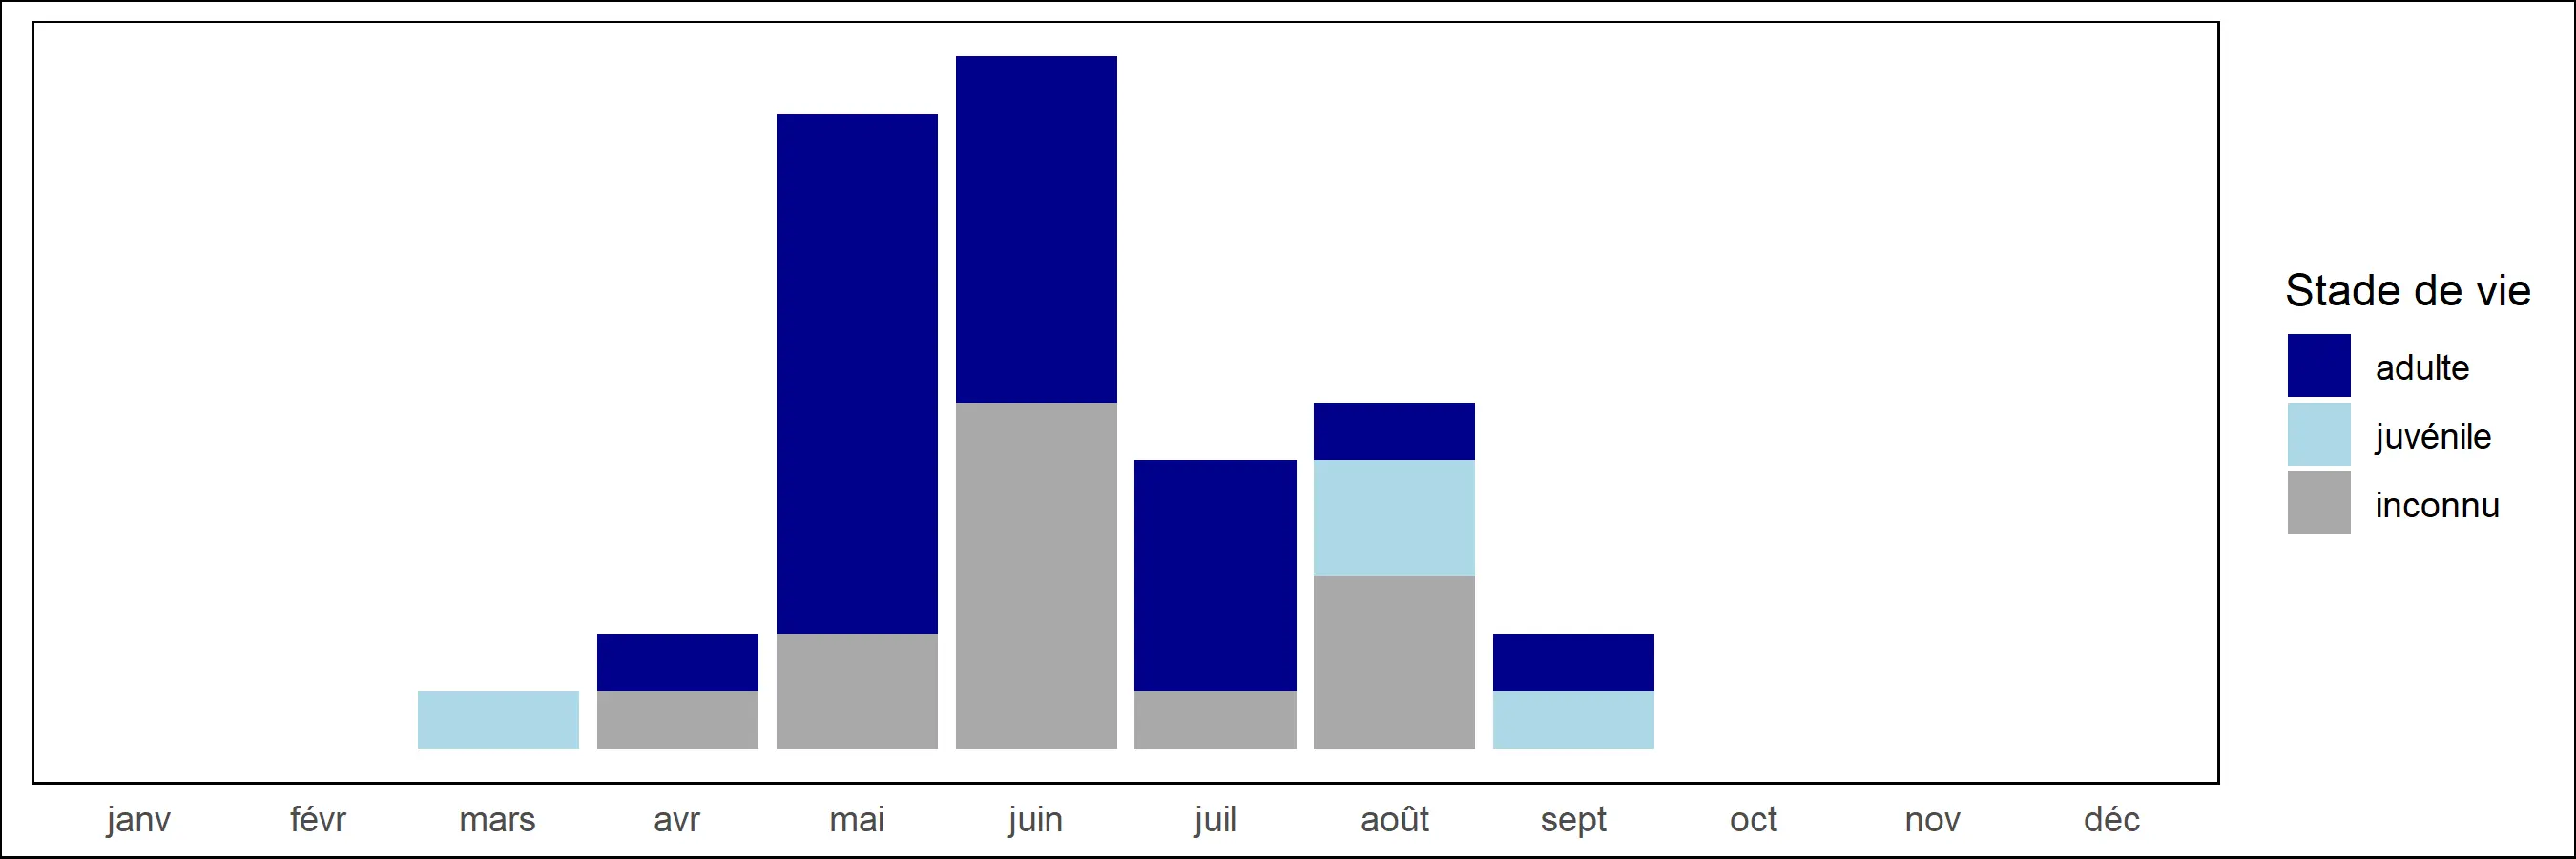 Stade de vie
adulte
juvénile
inconnu
janv févr mars avr mai juin juil août sept oct nov déc